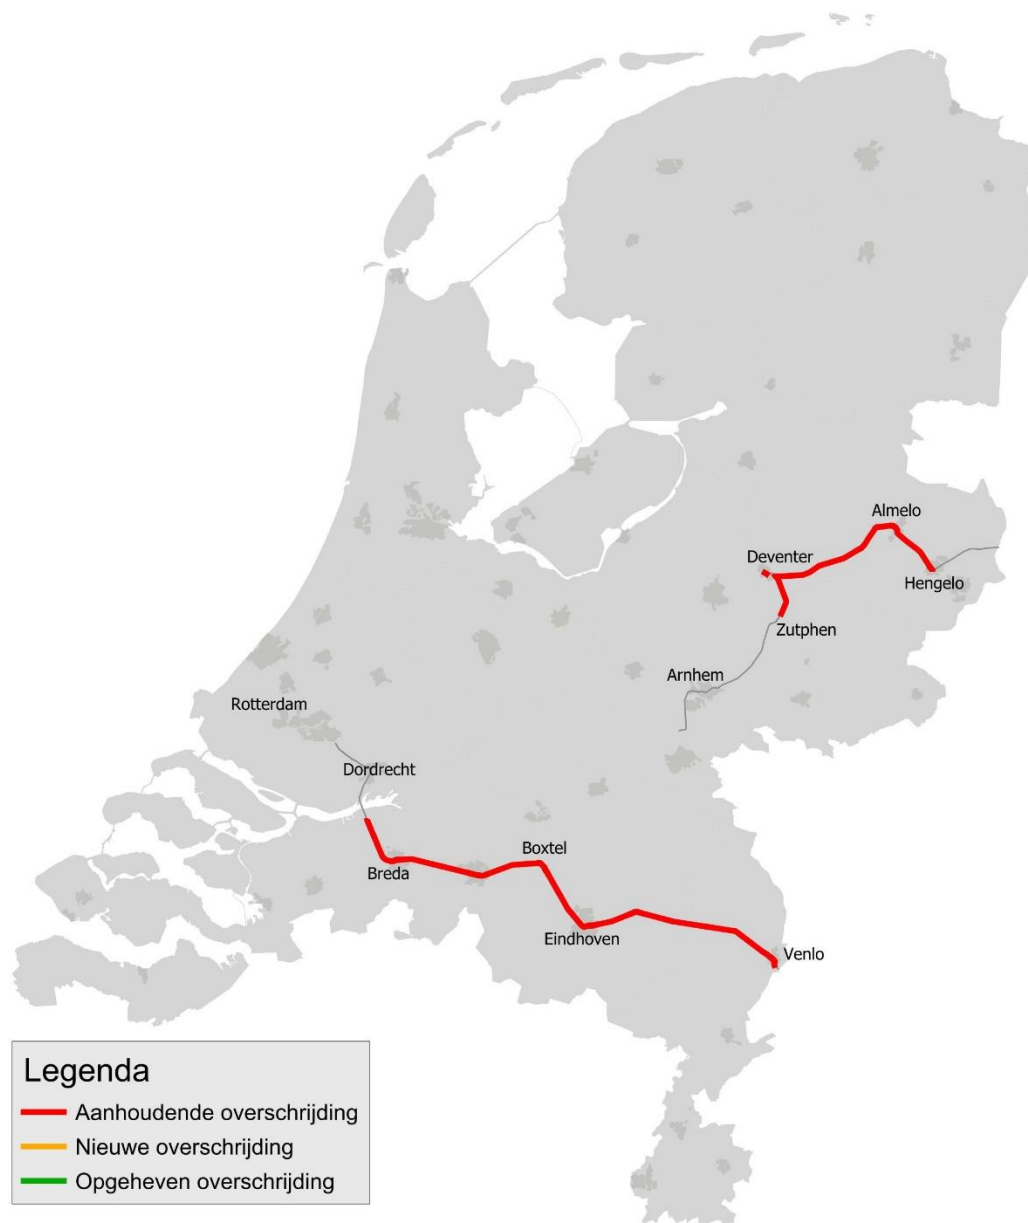 Almelo
Deventer
Hengelo
Zutphen
Arnhem
Rotterdam
Dordrecht
Boxtel
Breda
Eindhoven
Venlo
Legenda
Aanhoudende overschrijding
Nieuwe overschrijding
Opgeheven overschrijding